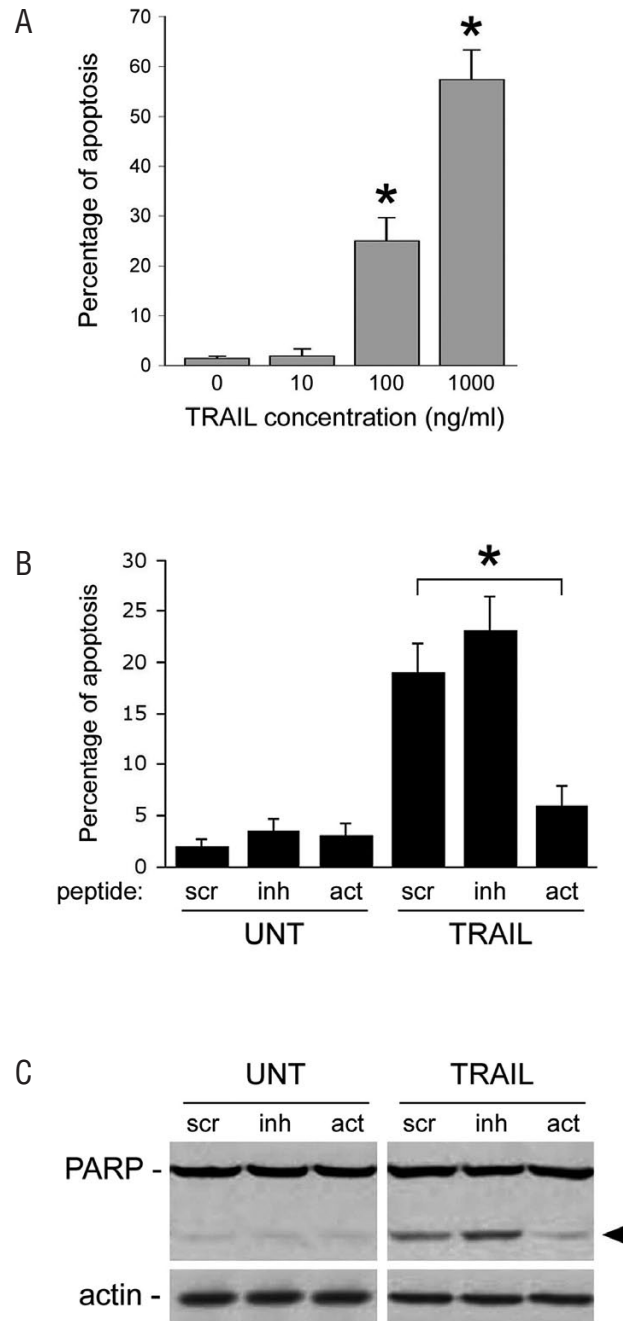 A
70
60
50
40
30
20
10
0
Percentage of apoptosis
*
*
0 10 100 1000
TRAIL concentration (ng/ml)
B
30
25
20
15
10
5
0
Percentage of apoptosis
*
peptide: scr inh act scr inh act
UNT TRAIL
C
UNT TRAIL
scr inh act scr inh act
PARP -
actin -